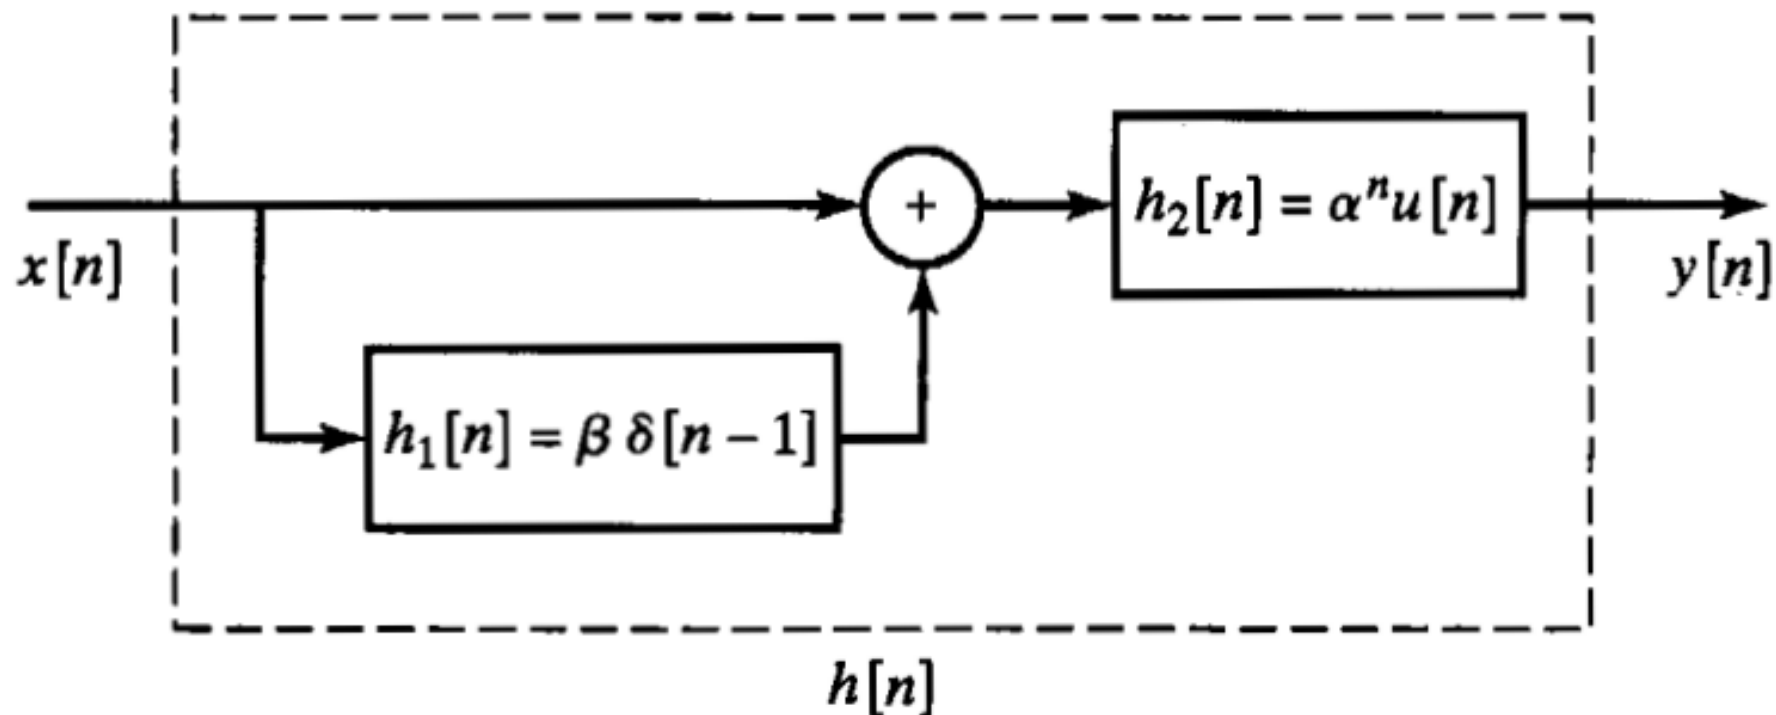 +
h₂[n] = αⁿu[n]
x[n]
y[n]
h₁[n] = β δ[n − 1]
h[n]